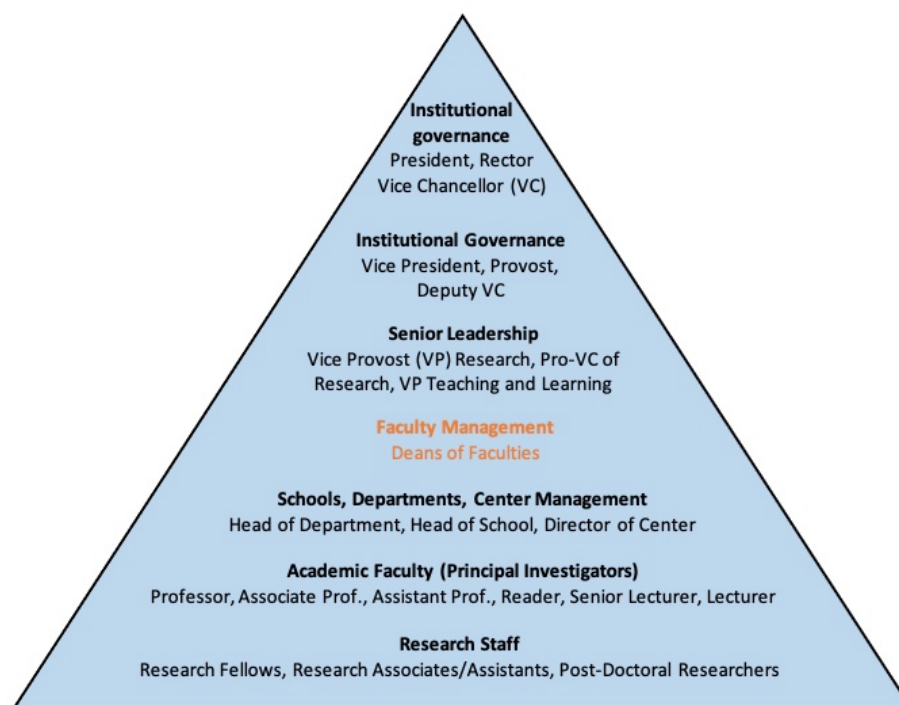 Institutional
governance
President, Rector
Vice Chancellor (VC)
Institutional Governance
Vice President, Provost,
Deputy VC
Senior Leadership
Vice Provost (VP) Research, Pro-VC of
Research, VP Teaching and Learning
Faculty Management
Deans of Faculties
Schools, Departments, Center Management
Head of Department, Head of School, Director of Center
Academic Faculty (Principal Investigators)
Professor, Associate Prof., Assistant Prof., Reader, Senior Lecturer, Lecturer
Research Staff
Research Fellows, Research Associates/Assistants, Post-Doctoral Researchers